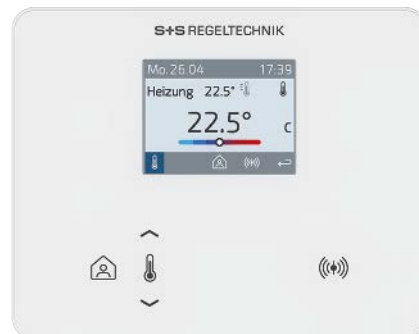 S+S REGELTECHNIK
Mo.26.04 17:39
Heizung 22.5°
22.5° C